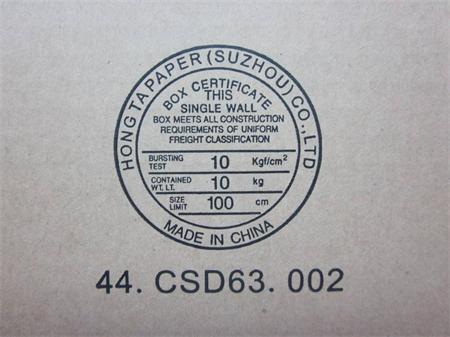 HONG TA PAPER (SUZHOU) CO., LTD
BOX CERTIFICATE
THIS
SINGLE WALL
BOX MEETS ALL CONSTRUCTION
REQUIREMENTS OF UNIFORM
FREIGHT CLASSIFICATION
BURSTING TEST 10 Kgf/cm²
CONTAINED WT. LT. 10 kg
SIZE LIMIT 100 cm
MADE IN CHINA
44. CSD63. 002